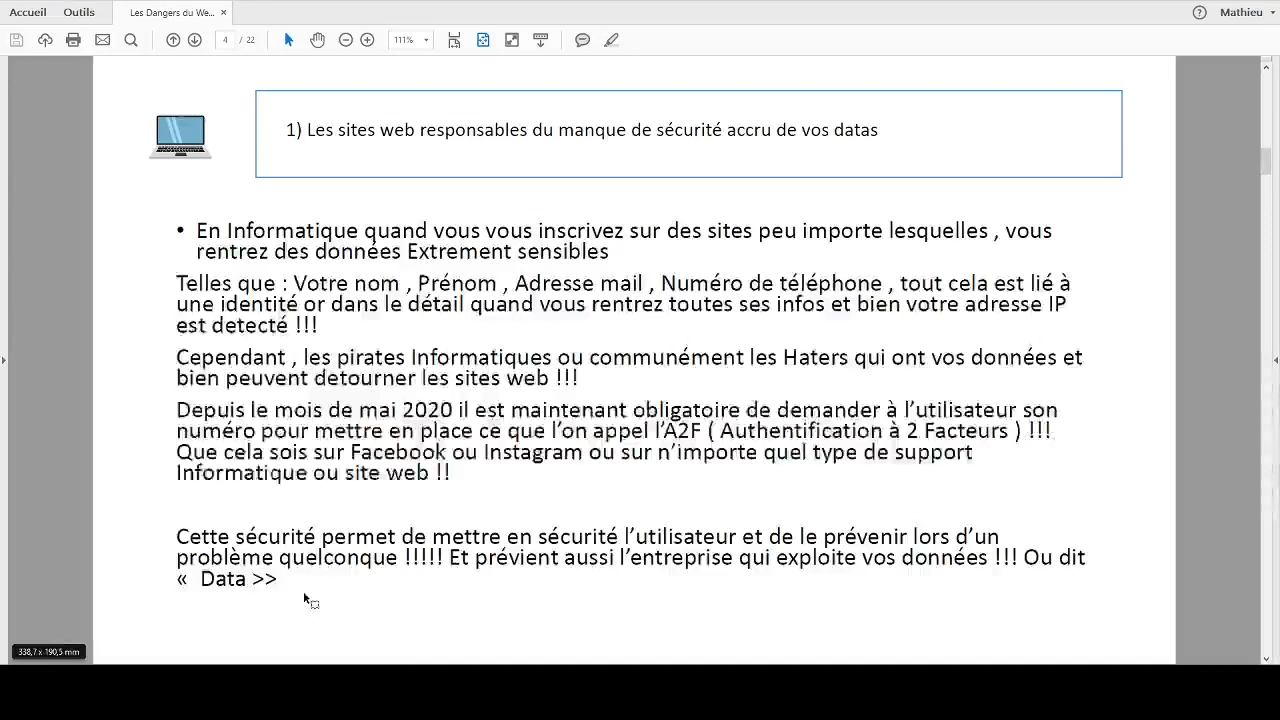 Accueil Outils Les Dangers du We... × Mathieu
4 / 22 111%
1) Les sites web responsables du manque de sécurité accru de vos datas
• En Informatique quand vous vous inscrivez sur des sites peu importe lesquelles , vous
rentrez des données Extrement sensibles
Telles que : Votre nom , Prénom , Adresse mail , Numéro de téléphone , tout cela est lié à
une identité or dans le détail quand vous rentrez toutes ses infos et bien votre adresse IP
est detecté !!!
Cependant , les pirates Informatiques ou communément les Haters qui ont vos données et
bien peuvent detourner les sites web !!!
Depuis le mois de mai 2020 il est maintenant obligatoire de demander à l’utilisateur son
numéro pour mettre en place ce que l’on appel l’A2F ( Authentification à 2 Facteurs ) !!!
Que cela sois sur Facebook ou Instagram ou sur n’importe quel type de support
Informatique ou site web !!
Cette sécurité permet de mettre en sécurité l’utilisateur et de le prévenir lors d’un
problème quelconque !!!!! Et prévient aussi l’entreprise qui exploite vos données !!! Ou dit
« Data >>
338,7 x 190,5 mm